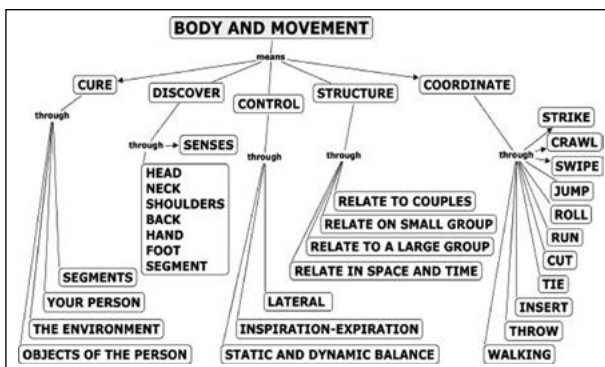 BODY AND MOVEMENT
means
CURE
DISCOVER
CONTROL
STRUCTURE
COORDINATE
through
through
SENSES
through
through
through
HEAD
NECK
SHOULDERS
BACK
HAND
FOOT
SEGMENT
SEGMENTS
YOUR PERSON
THE ENVIRONMENT
OBJECTS OF THE PERSON
LATERAL
INSPIRATION-EXPIRATION
STATIC AND DYNAMIC BALANCE
RELATE TO COUPLES
RELATE ON SMALL GROUP
RELATE TO A LARGE GROUP
RELATE IN SPACE AND TIME
STRIKE
CRAWL
SWIPE
JUMP
ROLL
RUN
CUT
TIE
INSERT
THROW
WALKING